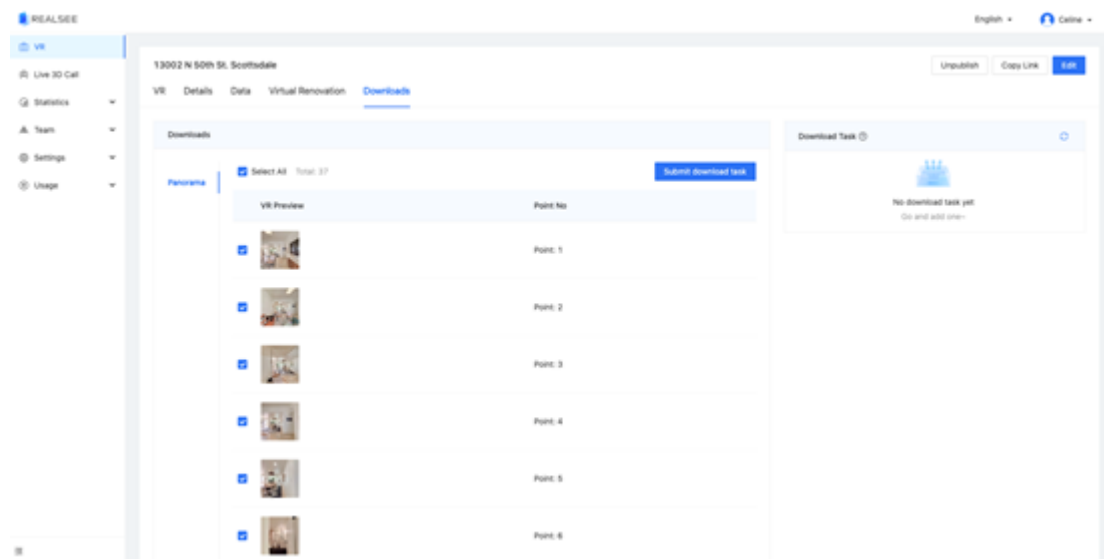 REALSEE
English
Celine
VR
Live 3D Call
Statistics
Team
Settings
Usage
13002 N 50th St. Scottsdale
Unpublish
Copy Link
Edit
VR Details Data Virtual Renovation Downloads
Downloads
Panorama
Select All Total: 37
Submit download task
VR Preview Point No
Point: 1
Point: 2
Point: 3
Point: 4
Point: 5
Point: 6
Download Task
No download task yet
Go and add one~